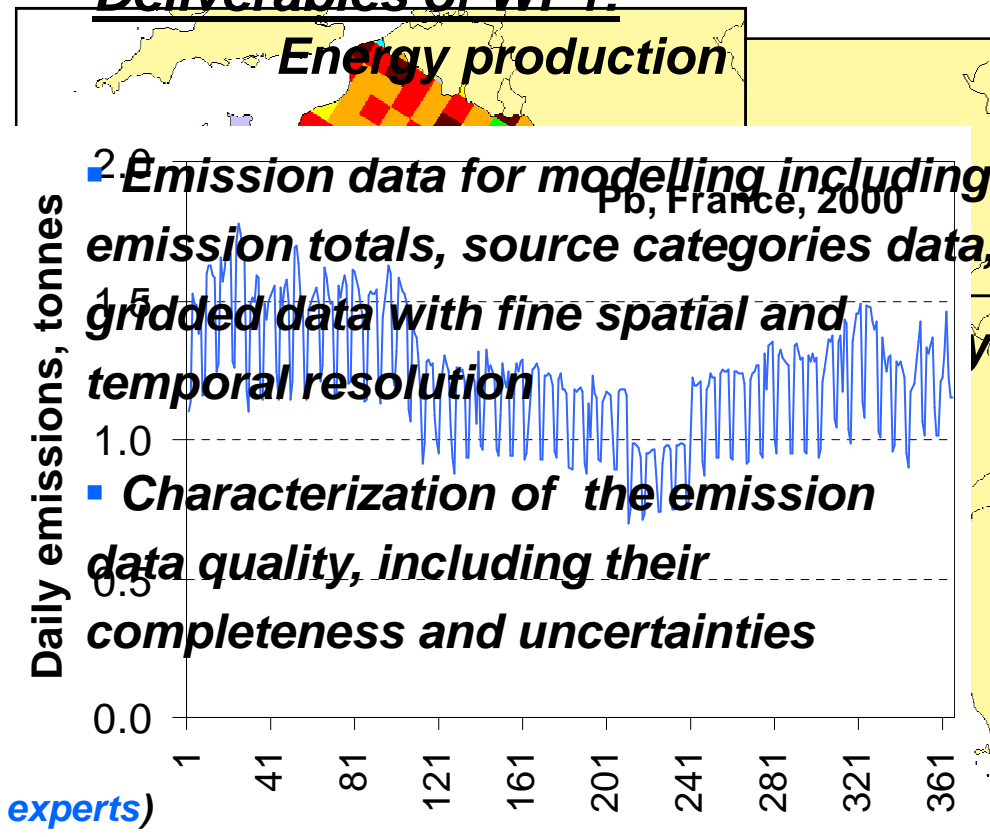 Deliverables of WP1:
Energy production
▪ Emission data for modelling including
emission totals, source categories data,
gridded data with fine spatial and
temporal resolution
▪ Characterization of the emission
data quality, including their
completeness and uncertainties
Pb, France, 2000
Daily emissions, tonnes
2.0
1.5
1.0
0.5
0.0
1 41 81 121 161 201 241 281 321 361
y
experts)